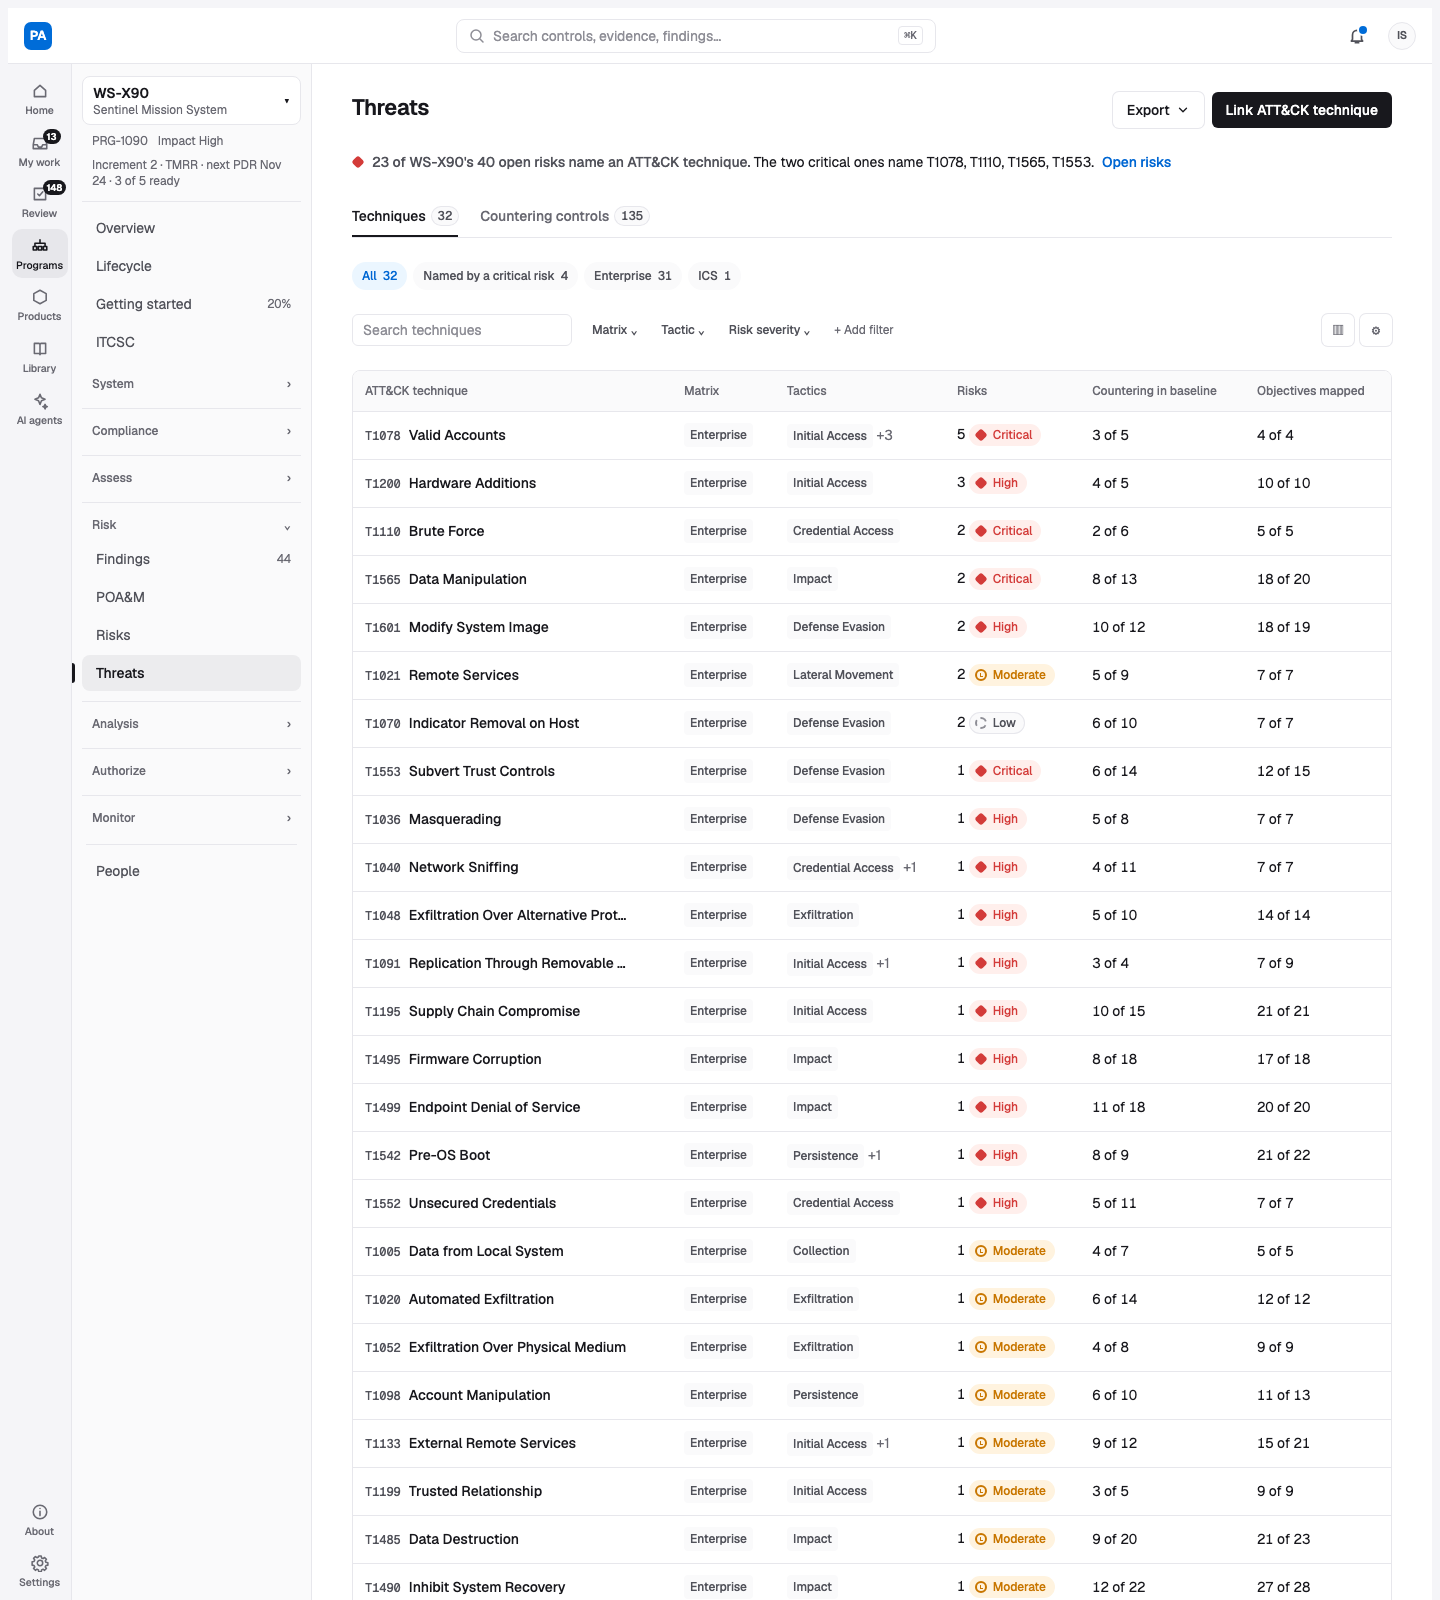 PA
Search controls, evidence, findings...
⌘K
IS
Home
13
My work
148
Review
Programs
Products
Library
AI agents
About
Settings
WS-X90
Sentinel Mission System
PRG-1090 Impact High
Increment 2 · TMRR · next PDR Nov
24 · 3 of 5 ready
Overview
Lifecycle
Getting started 20%
ITCSC
System
Compliance
Assess
Risk
Findings 44
POA&M
Risks
Threats
Analysis
Authorize
Monitor
People
Threats
Export
Link ATT&CK technique
23 of WS-X90's 40 open risks name an ATT&CK technique. The two critical ones name T1078, T1110, T1565, T1553. Open risks
Techniques 32 Countering controls 135
All 32 Named by a critical risk 4 Enterprise 31 ICS 1
Search techniques Matrix Tactic Risk severity + Add filter
ATT&CK technique Matrix Tactics Risks Countering in baseline Objectives mapped
T1078 Valid Accounts Enterprise Initial Access +3 5 Critical 3 of 5 4 of 4
T1200 Hardware Additions Enterprise Initial Access 3 High 4 of 5 10 of 10
T1110 Brute Force Enterprise Credential Access 2 Critical 2 of 6 5 of 5
T1565 Data Manipulation Enterprise Impact 2 Critical 8 of 13 18 of 20
T1601 Modify System Image Enterprise Defense Evasion 2 High 10 of 12 18 of 19
T1021 Remote Services Enterprise Lateral Movement 2 Moderate 5 of 9 7 of 7
T1070 Indicator Removal on Host Enterprise Defense Evasion 2 Low 6 of 10 7 of 7
T1553 Subvert Trust Controls Enterprise Defense Evasion 1 Critical 6 of 14 12 of 15
T1036 Masquerading Enterprise Defense Evasion 1 High 5 of 8 7 of 7
T1040 Network Sniffing Enterprise Credential Access +1 1 High 4 of 11 7 of 7
T1048 Exfiltration Over Alternative Prot... Enterprise Exfiltration 1 High 5 of 10 14 of 14
T1091 Replication Through Removable ... Enterprise Initial Access +1 1 High 3 of 4 7 of 9
T1195 Supply Chain Compromise Enterprise Initial Access 1 High 10 of 15 21 of 21
T1495 Firmware Corruption Enterprise Impact 1 High 8 of 18 17 of 18
T1499 Endpoint Denial of Service Enterprise Impact 1 High 11 of 18 20 of 20
T1542 Pre-OS Boot Enterprise Persistence +1 1 High 8 of 9 21 of 22
T1552 Unsecured Credentials Enterprise Credential Access 1 High 5 of 11 7 of 7
T1005 Data from Local System Enterprise Collection 1 Moderate 4 of 7 5 of 5
T1020 Automated Exfiltration Enterprise Exfiltration 1 Moderate 6 of 14 12 of 12
T1052 Exfiltration Over Physical Medium Enterprise Exfiltration 1 Moderate 4 of 8 9 of 9
T1098 Account Manipulation Enterprise Persistence 1 Moderate 6 of 10 11 of 13
T1133 External Remote Services Enterprise Initial Access +1 1 Moderate 9 of 12 15 of 21
T1199 Trusted Relationship Enterprise Initial Access 1 Moderate 3 of 5 9 of 9
T1485 Data Destruction Enterprise Impact 1 Moderate 9 of 20 21 of 23
T1490 Inhibit System Recovery Enterprise Impact 1 Moderate 12 of 22 27 of 28